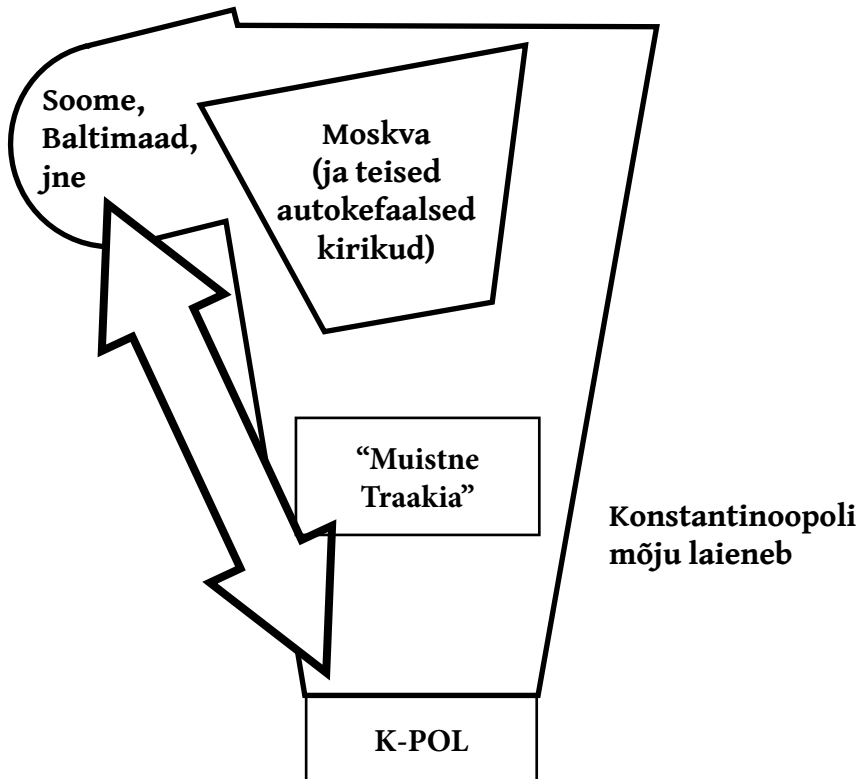 Soome,
Baltimaad,
jne
Moskva
(ja teised
autokefaalsed
kirikud)
“Muistne
Traakia”
Konstantinoopoli
mõju laieneb
K-POL